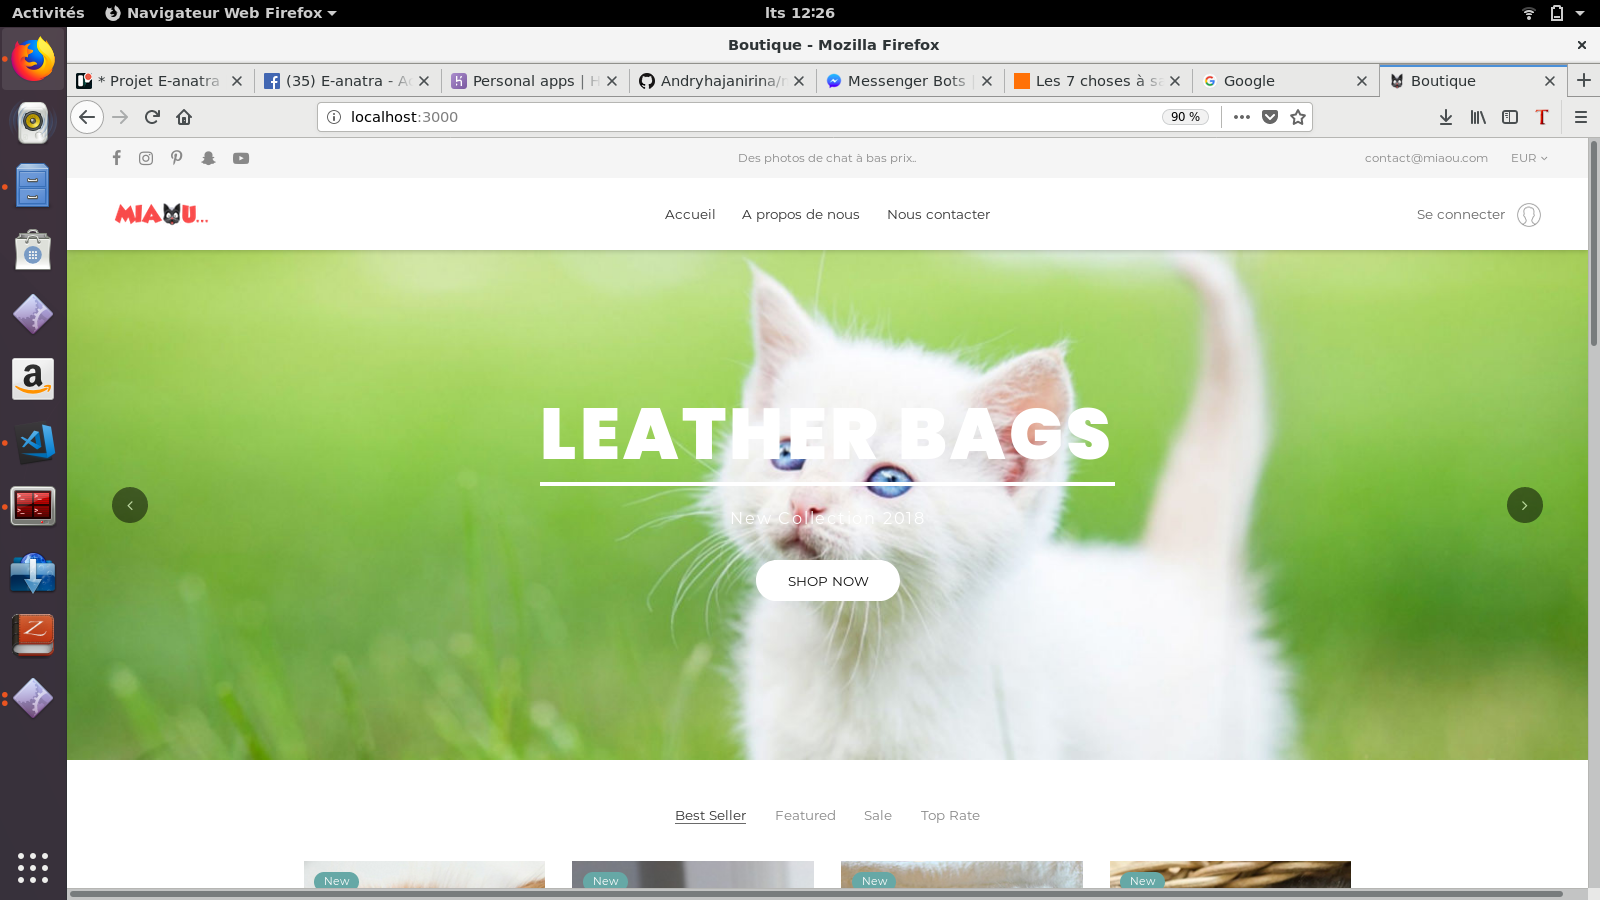 Activités Navigateur Web Firefox lts 12:26
Boutique - Mozilla Firefox
* Projet E-anatra (35) E-anatra - Ac Personal apps | H Andryhajanirina/r Messenger Bots | Les 7 choses à sa Google Boutique
localhost:3000 90 % T
Des photos de chat à bas prix.. contact@miaou.com EUR
MIAOU... Accueil A propos de nous Nous contacter Se connecter
LEATHER BAGS
New Collection 2018
SHOP NOW
Best Seller Featured Sale Top Rate
New New New New